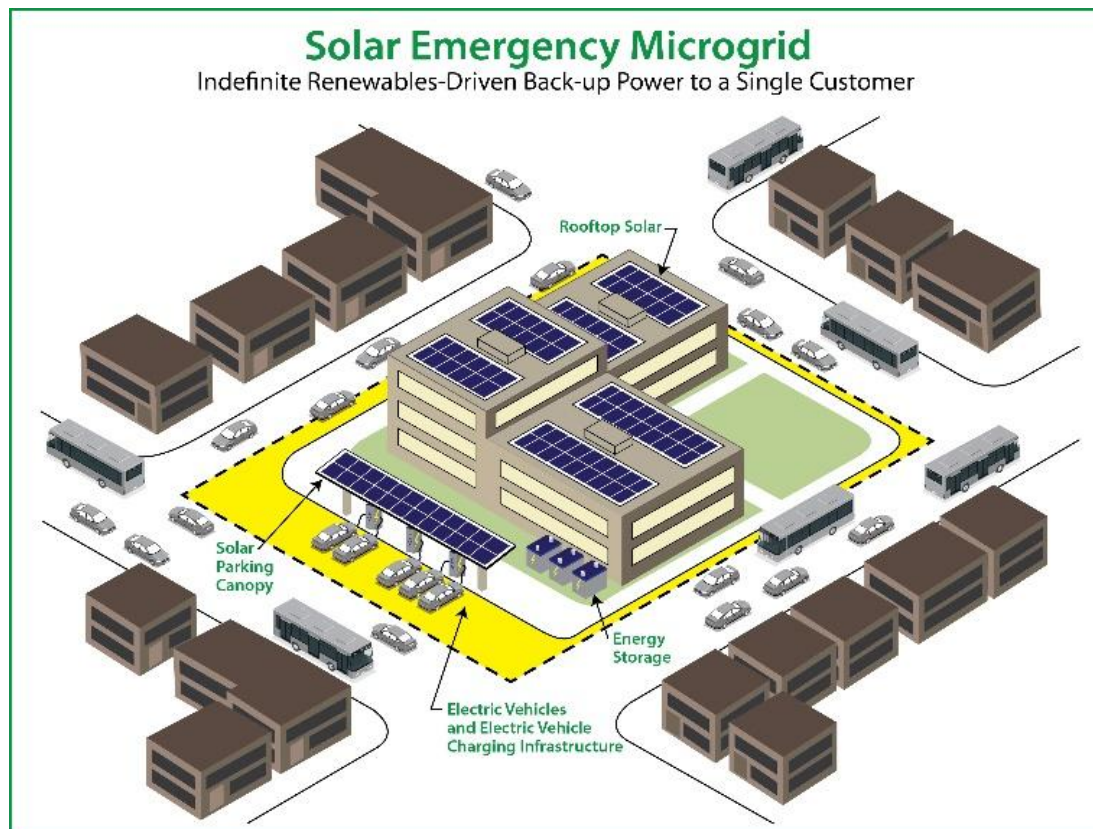 Solar Emergency Microgrid
Indefinite Renewables-Driven Back-up Power to a Single Customer
Rooftop Solar
Solar
Parking
Canopy
Energy
Storage
Electric Vehicles
and Electric Vehicle
Charging Infrastructure